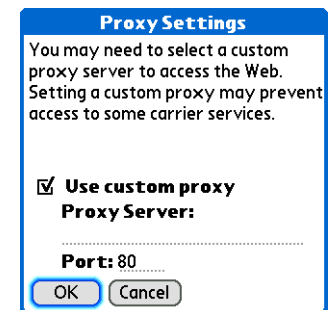 Proxy Settings
You may need to select a custom
proxy server to access the Web.
Setting a custom proxy may prevent
access to some carrier services.
Use custom proxy
Proxy Server:
Port: 80
OK Cancel